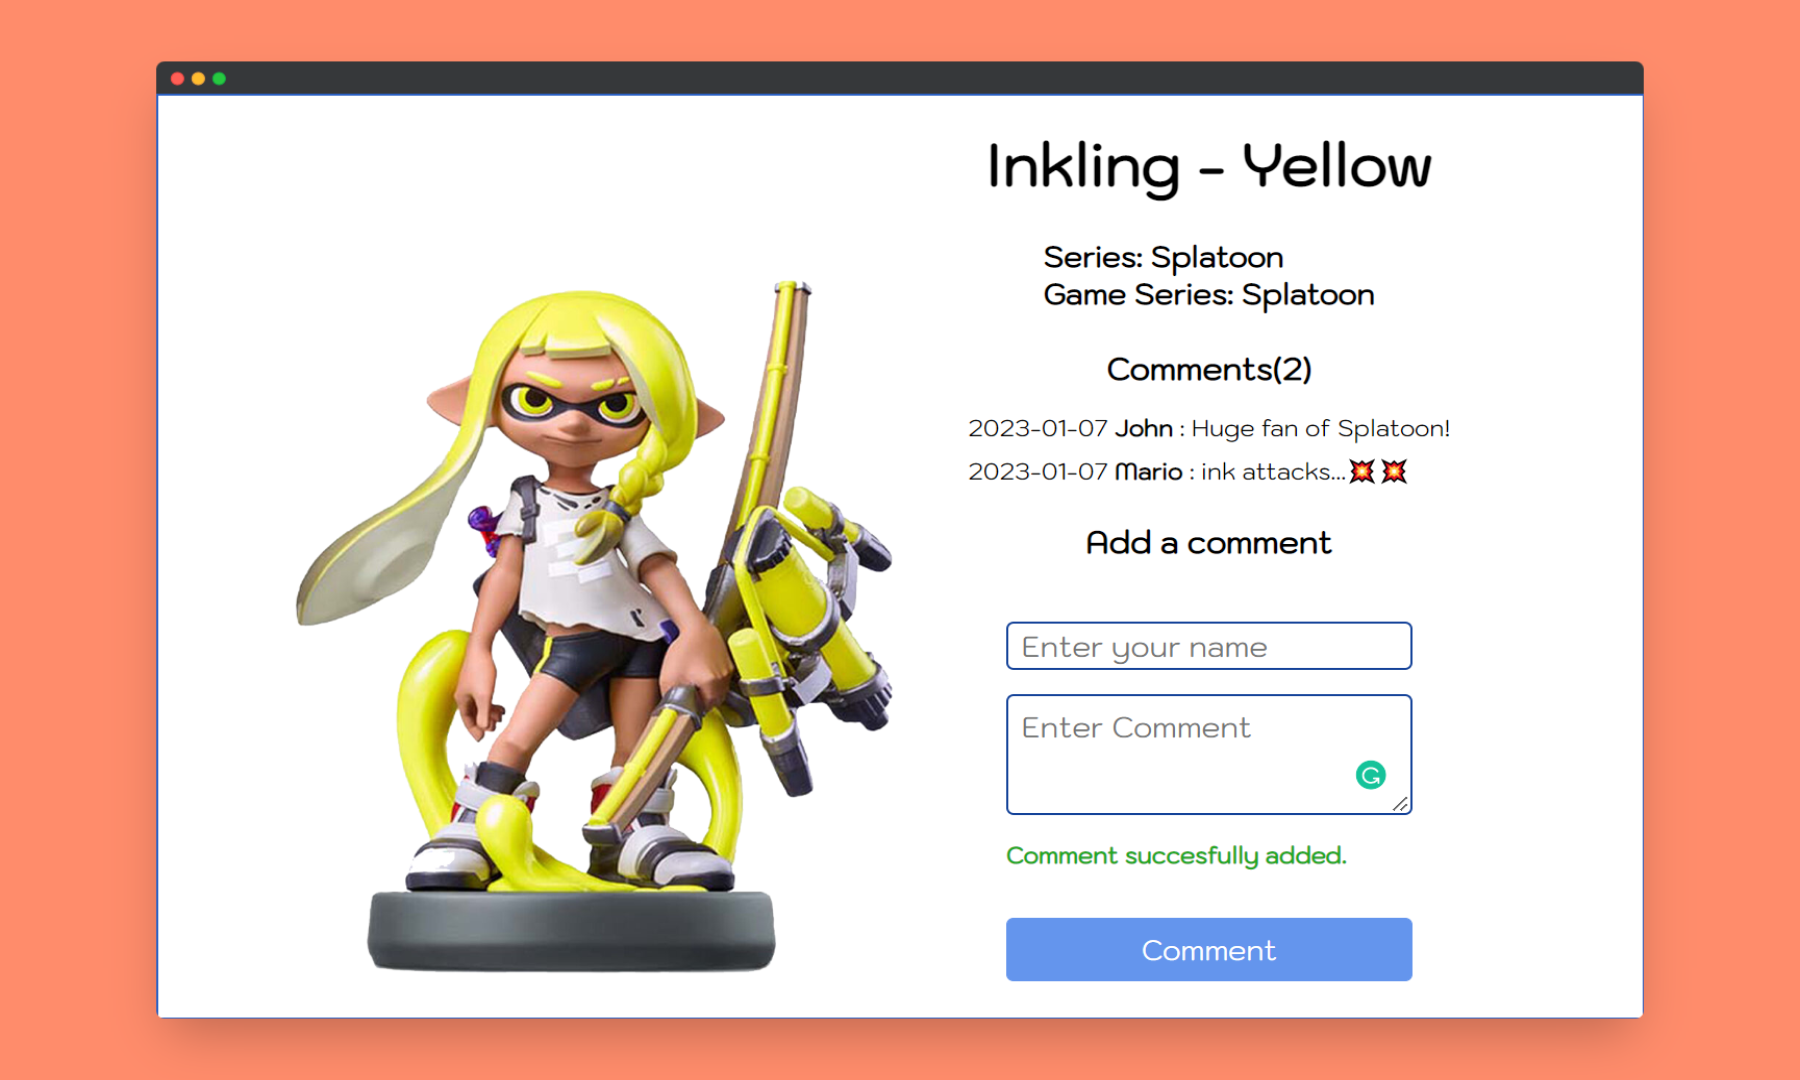 Inkling - Yellow
Series: Splatoon
Game Series: Splatoon
Comments(2)
2023-01-07 John : Huge fan of Splatoon!
2023-01-07 Mario : ink attacks...💥💥
Add a comment
Enter your name
Enter Comment
Comment succesfully added.
Comment